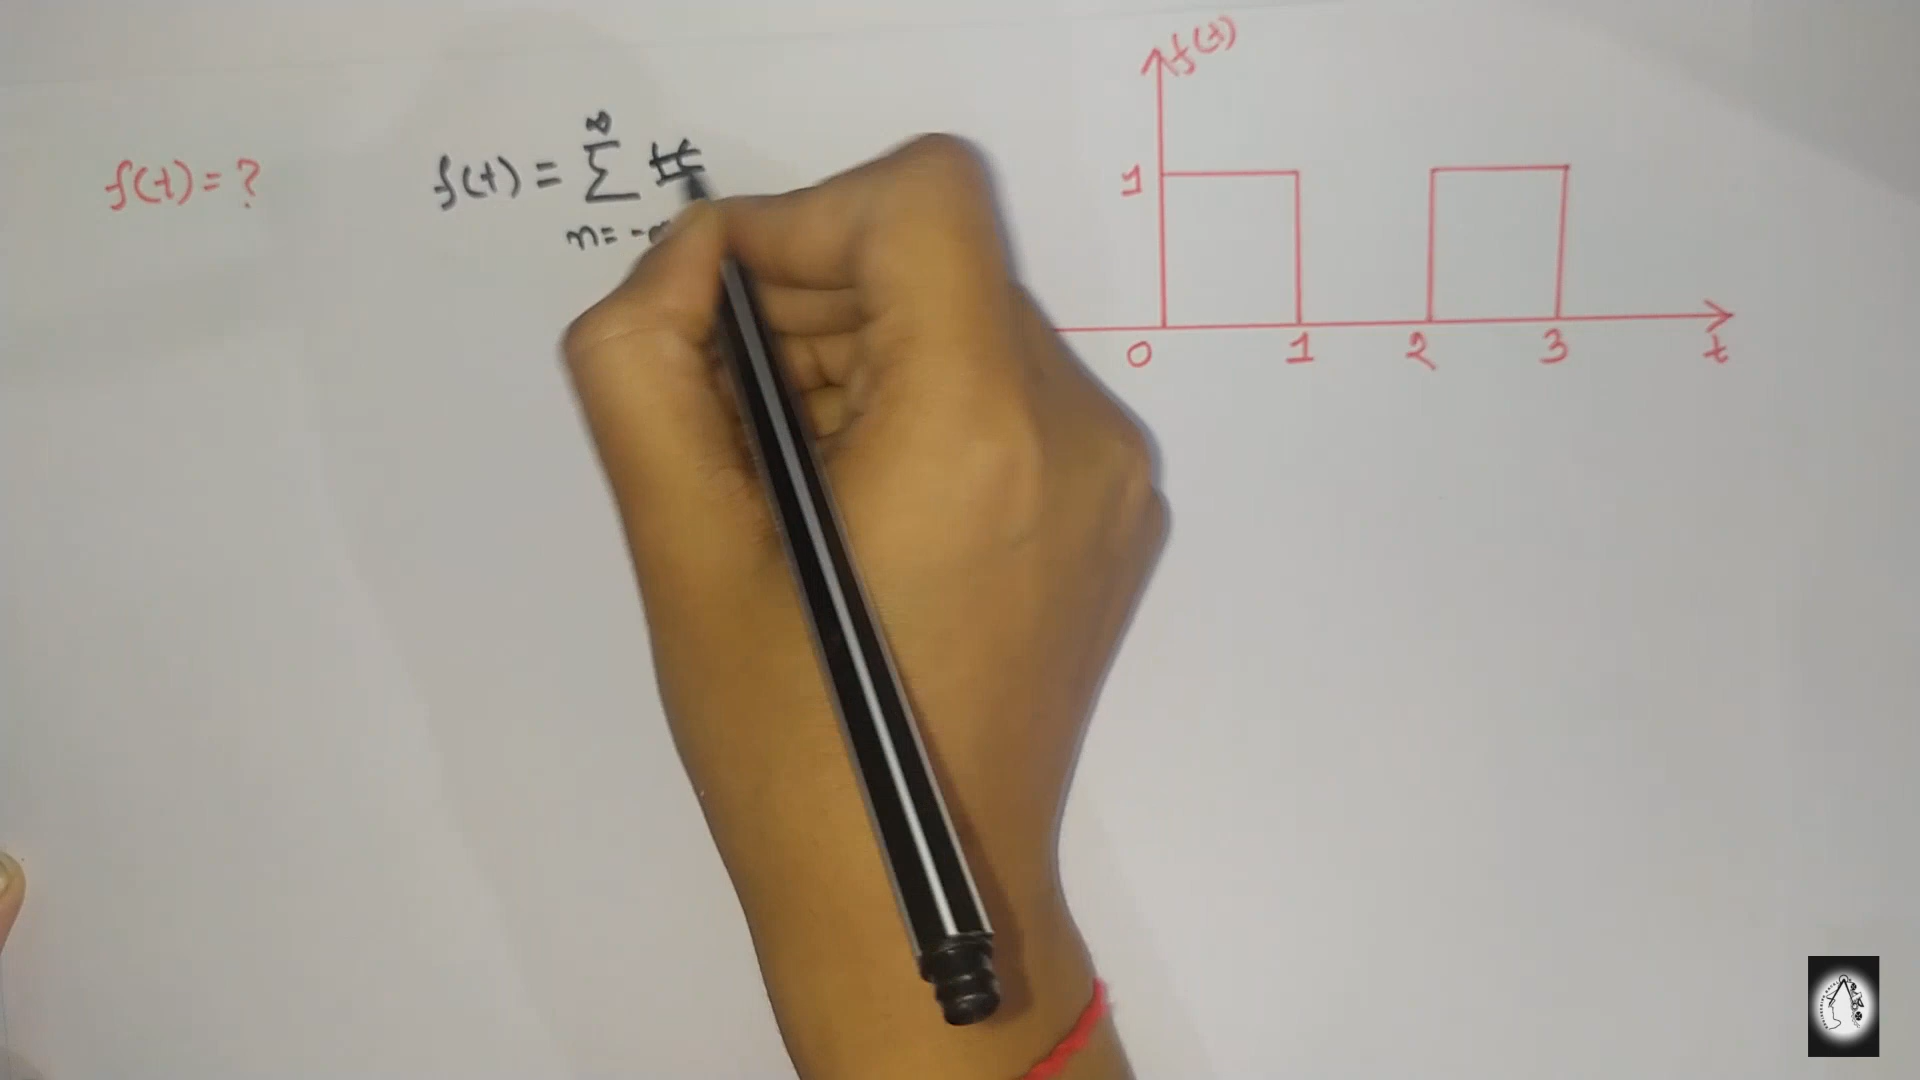 f(t) = ?
f(t) = ∑
∞
n = -∞
f(t)
1
0 1 2 3 t